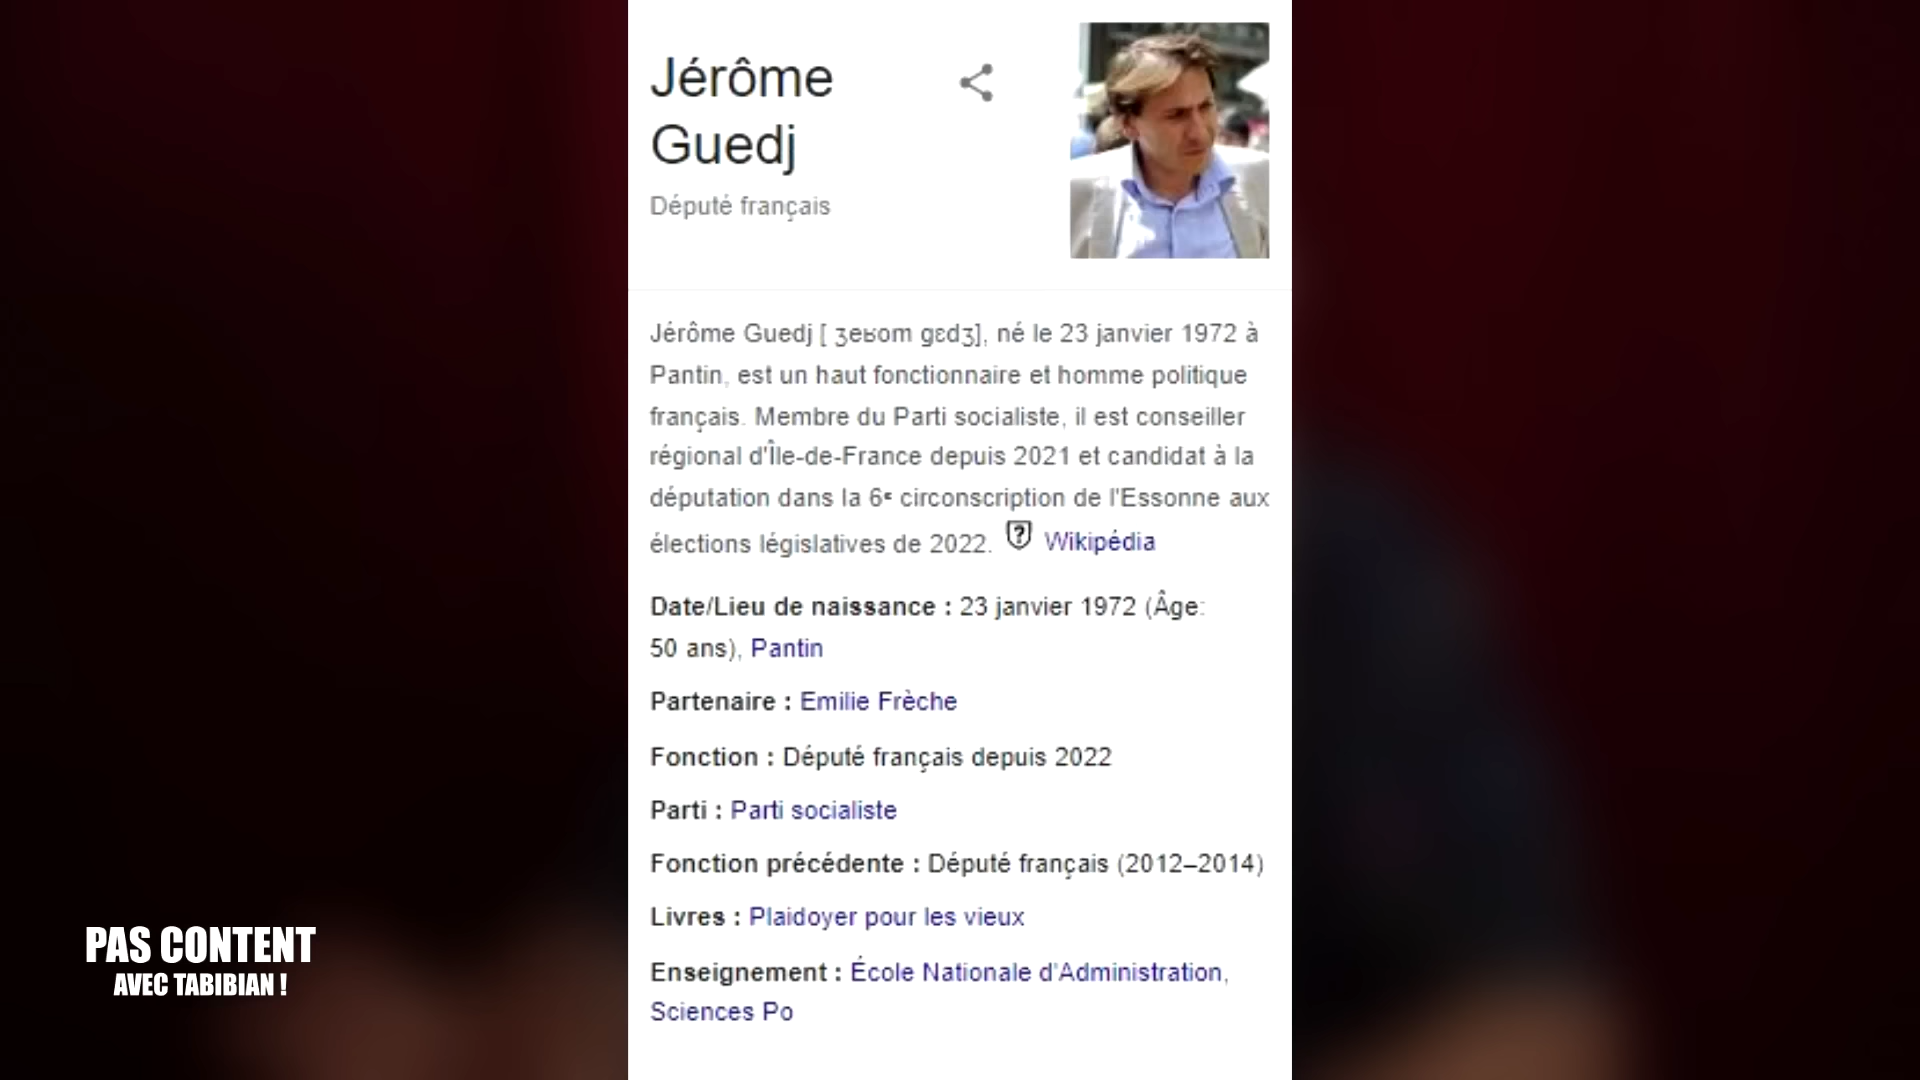 Jérôme
Guedj
Député français
Jérôme Guedj [ ʒeʁom gɛdʒ], né le 23 janvier 1972 à
Pantin, est un haut fonctionnaire et homme politique
français. Membre du Parti socialiste, il est conseiller
régional d'Île-de-France depuis 2021 et candidat à la
députation dans la 6ᵉ circonscription de l'Essonne aux
élections législatives de 2022. Wikipédia
Date/Lieu de naissance : 23 janvier 1972 (Âge:
50 ans), Pantin
Partenaire : Emilie Frèche
Fonction : Député français depuis 2022
Parti : Parti socialiste
Fonction précédente : Député français (2012–2014)
Livres : Plaidoyer pour les vieux
Enseignement : École Nationale d'Administration,
Sciences Po
PAS CONTENT
AVEC TABIBIAN !